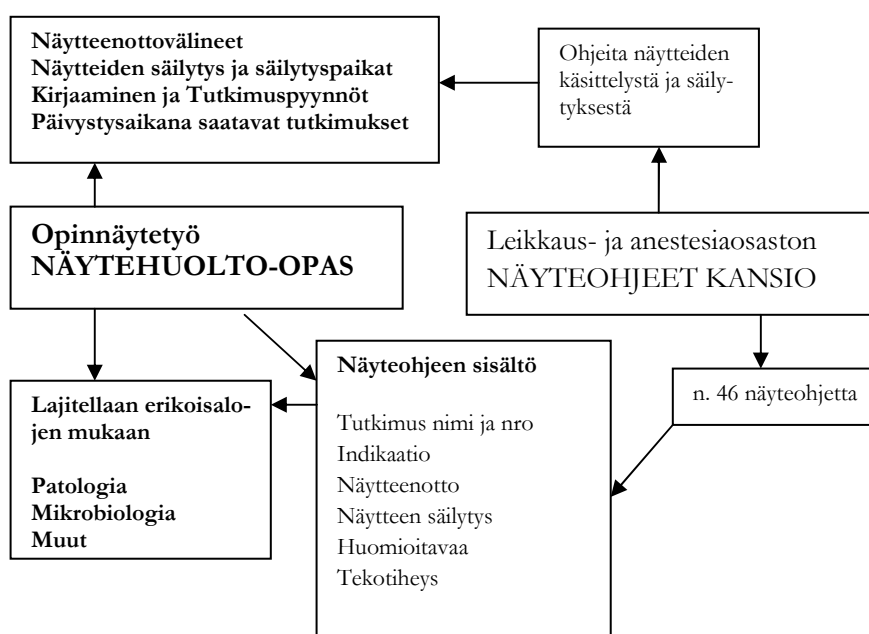 Näytteenottovälineet
Näytteiden säilytys ja säilytyspaikat
Kirjaaminen ja Tutkimuspyynnöt
Päivystysaikana saatavat tutkimukset
Ohjeita näytteiden
käsittelystä ja säily-
tyksestä
Opinnäytetyö
NÄYTEHUOLTO-OPAS
Leikkaus- ja anestesiaosaston
NÄYTEOHJEET KANSIO
Lajitellaan erikoisalo-
jen mukaan
Patologia
Mikrobiologia
Muut
Näyteohjeen sisältö
Tutkimus nimi ja nro
Indikaatio
Näytteenotto
Näytteen säilytys
Huomioitavaa
Tekotiheys
n. 46 näyteohjetta